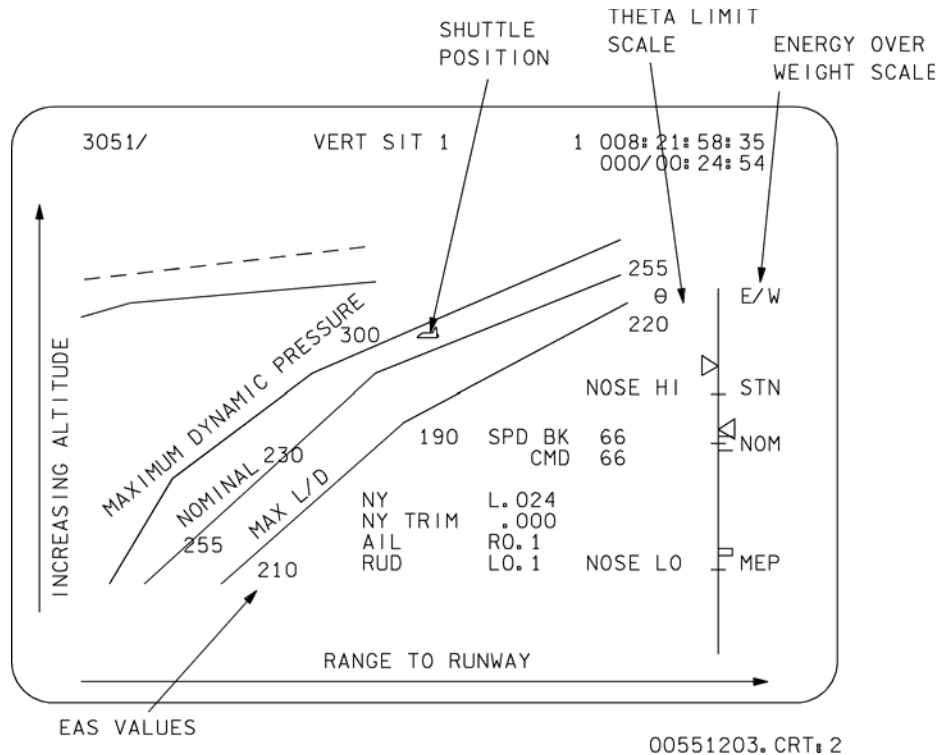 SHUTTLE
POSITION
THETA LIMIT
SCALE
ENERGY OVER
WEIGHT SCALE
3051/
VERT SIT 1
1 008:21:58:35
000/00:24:54
255
θ
E/W
220
300
MAXIMUM DYNAMIC PRESSURE
INCREASING ALTITUDE
NOSE HI
STN
190
SPD BK 66
CMD 66
NOM
230
NOMINAL
MAX L/D
NY L.024
NY TRIM .000
AIL R0.1
RUD L0.1
255
210
NOSE LO
MEP
RANGE TO RUNWAY
EAS VALUES
00551203.CRT:2